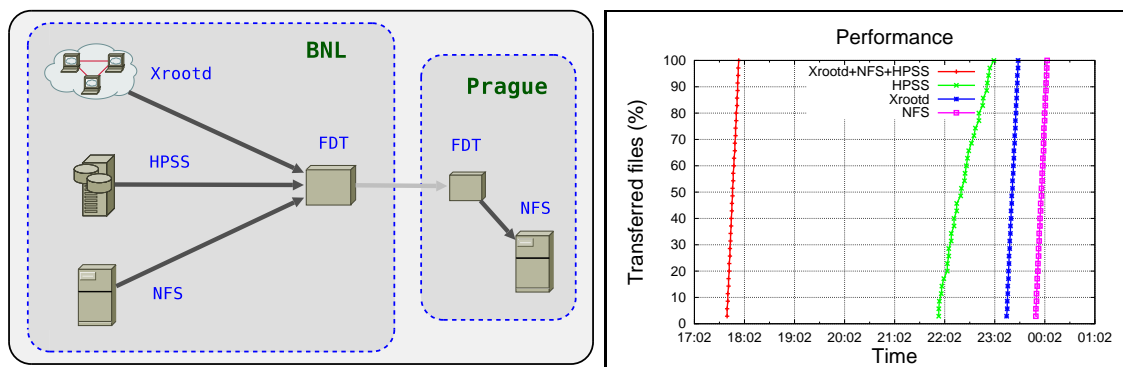 BNL
Xrootd
Prague
FDT
FDT
HPSS
NFS
NFS
Performance
Transferred files (%)
100
90
80
70
60
50
40
30
20
10
0
Xrootd+NFS+HPSS
HPSS
Xrootd
NFS
17:02 18:02 19:02 20:02 21:02 22:02 23:02 00:02 01:02
Time